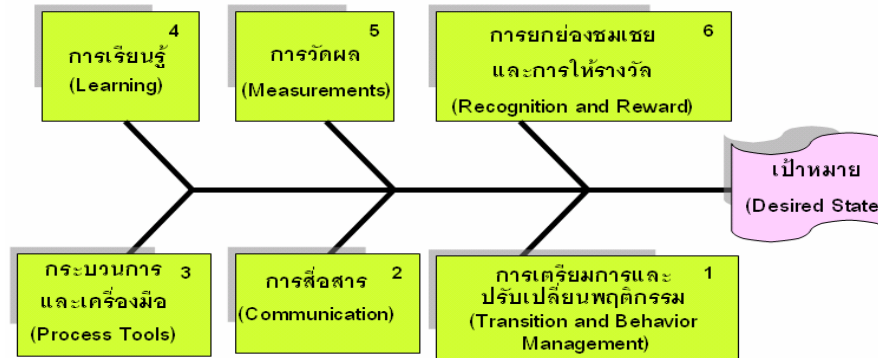 4
การเรียนรู้
(Learning)
5
การวัดผล
(Measurements)
6
การยกย่องชมเชย
และการให้รางวัล
(Recognition and Reward)
เป้าหมาย
(Desired State
กระบวนการ 3
และเครื่องมือ
(Process Tools)
2
การสื่อสาร
(Communication)
1
การเตรียมการและ
ปรับเปลี่ยนพฤติกรรม
(Transition and Behavior
Management)